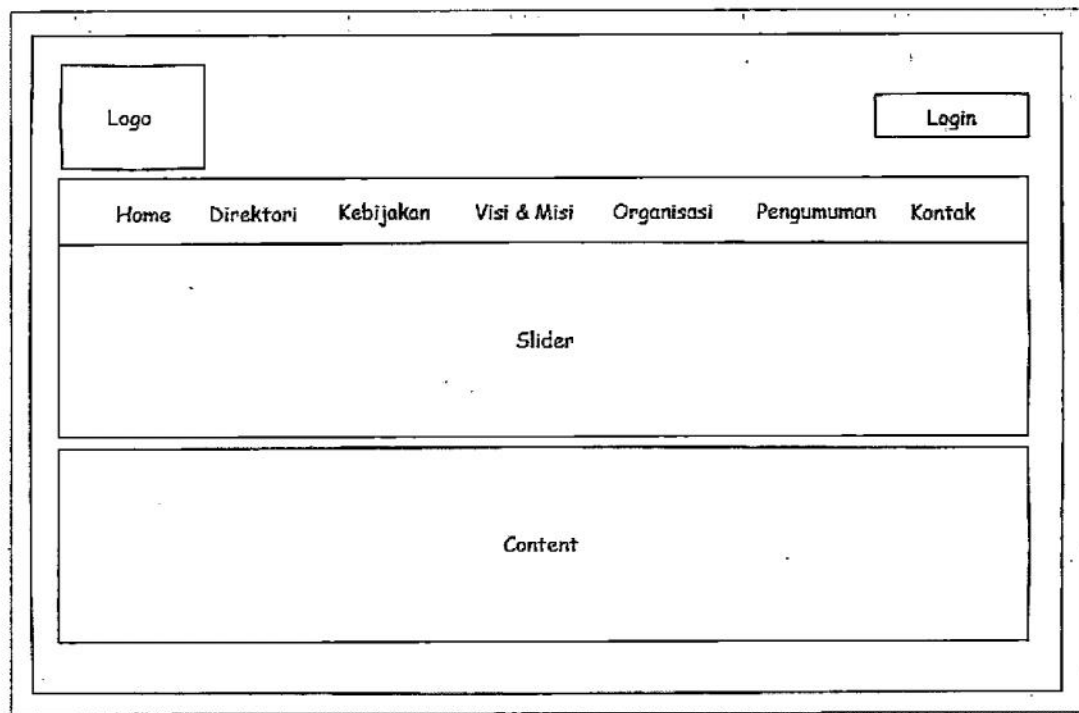 Logo
Login
Home Direktori Kebijakan Visi & Misi Organisasi Pengumuman Kontak
Slider
Content